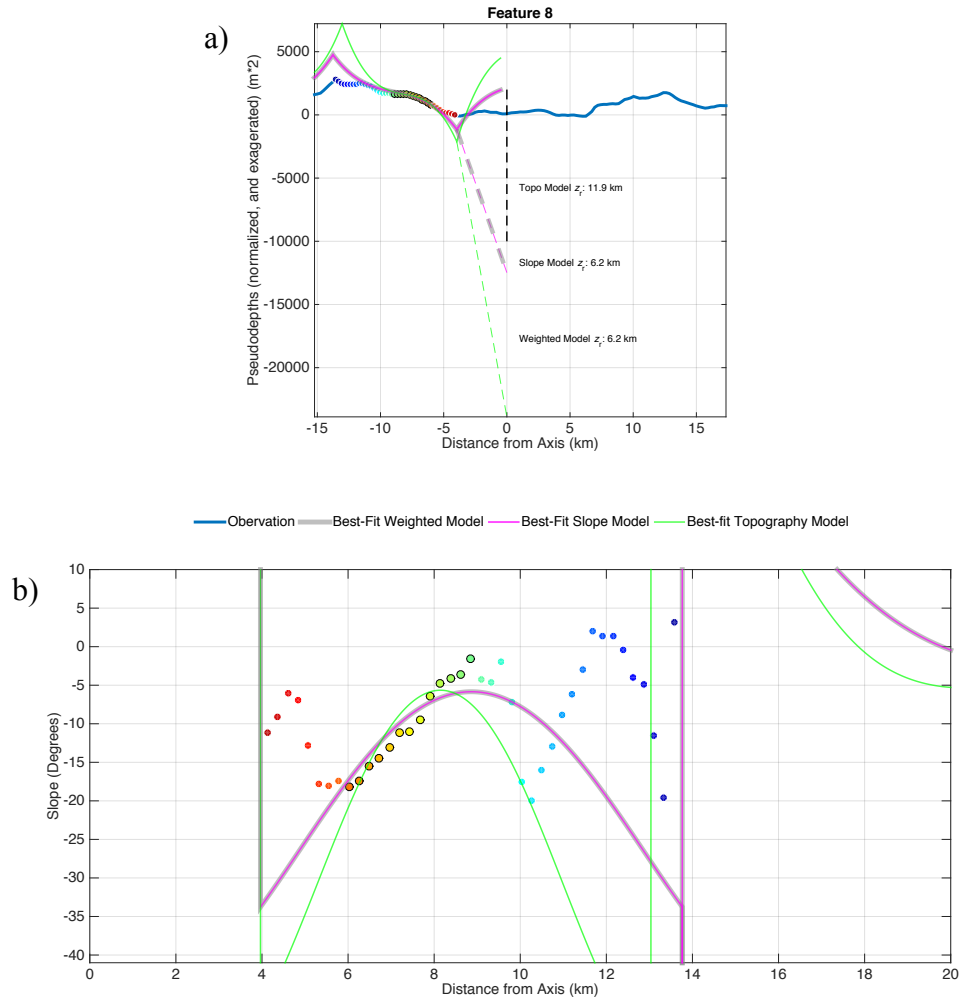 Feature 8
a)
Pseudodepths (normalized, and exagerated) (m*2)
5000
0
-5000
-10000
-15000
-20000
Topo Model z_r: 11.9 km
Slope Model z_r: 6.2 km
Weighted Model z_r: 6.2 km
-15 -10 -5 0 5 10 15
Distance from Axis (km)
Obervation Best-Fit Weighted Model Best-Fit Slope Model Best-fit Topography Model
b)
Slope (Degrees)
10
5
0
-5
-10
-15
-20
-25
-30
-35
-40
0 2 4 6 8 10 12 14 16 18 20
Distance from Axis (km)